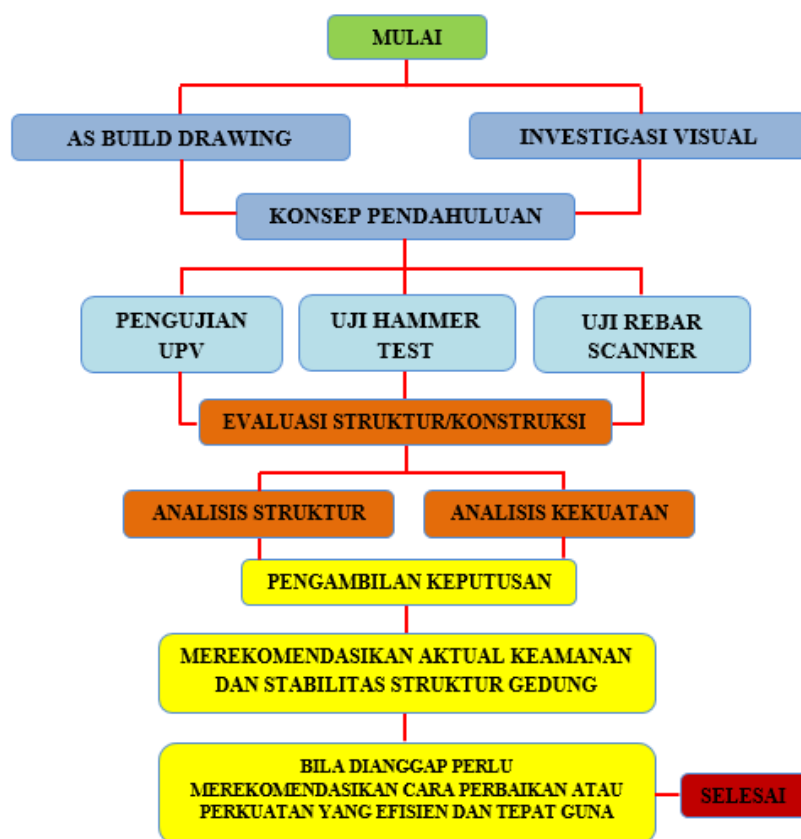 MULAI
AS BUILD DRAWING
INVESTIGASI VISUAL
KONSEP PENDAHULUAN
PENGUJIAN
UPV
UJI HAMMER
TEST
UJI REBAR
SCANNER
EVALUASI STRUKTUR/KONSTRUKSI
ANALISIS STRUKTUR
ANALISIS KEKUATAN
PENGAMBILAN KEPUTUSAN
MEREKOMENDASIKAN AKTUAL KEAMANAN
DAN STABILITAS STRUKTUR GEDUNG
BILA DIANGGAP PERLU
MEREKOMENDASIKAN CARA PERBAIKAN ATAU
PERKUATAN YANG EFISIEN DAN TEPAT GUNA
SELESAI